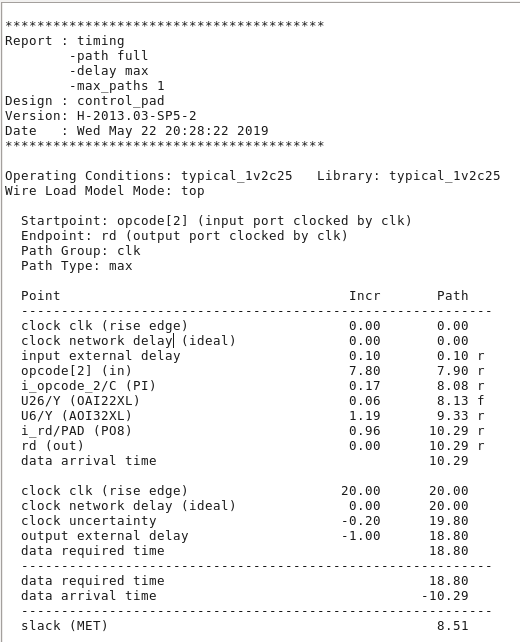 ****************************************
Report : timing
        -path full
        -delay max
        -max_paths 1
Design : control_pad
Version: H-2013.03-SP5-2
Date   : Wed May 22 20:28:22 2019
****************************************

Operating Conditions: typical_1v2c25   Library: typical_1v2c25
Wire Load Model Mode: top

  Startpoint: opcode[2] (input port clocked by clk)
  Endpoint: rd (output port clocked by clk)
  Path Group: clk
  Path Type: max

  Point                                    Incr       Path
  -----------------------------------------------------------
  clock clk (rise edge)                    0.00       0.00
  clock network delay (ideal)              0.00       0.00
  input external delay                     0.10       0.10 r
  opcode[2] (in)                           7.80       7.90 r
  i_opcode_2/C (PI)                        0.17       8.08 r
  U26/Y (OAI22XL)                          0.06       8.13 f
  U6/Y (AOI32XL)                           1.19       9.33 r
  i_rd/PAD (PO8)                           0.96      10.29 r
  rd (out)                                 0.00      10.29 r
  data arrival time                                  10.29

  clock clk (rise edge)                   20.00      20.00
  clock network delay (ideal)              0.00      20.00
  clock uncertainty                       -0.20      19.80
  output external delay                   -1.00      18.80
  data required time                                 18.80
  -----------------------------------------------------------
  data required time                                 18.80
  data arrival time                                 -10.29
  -----------------------------------------------------------
  slack (MET)                                         8.51